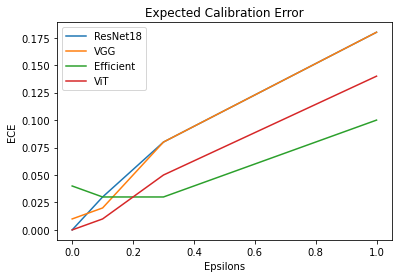 Expected Calibration Error
ResNet18
VGG
Efficient
ViT
0.175
0.150
0.125
0.100
0.075
0.050
0.025
0.000
ECE
0.0 0.2 0.4 0.6 0.8 1.0
Epsilons